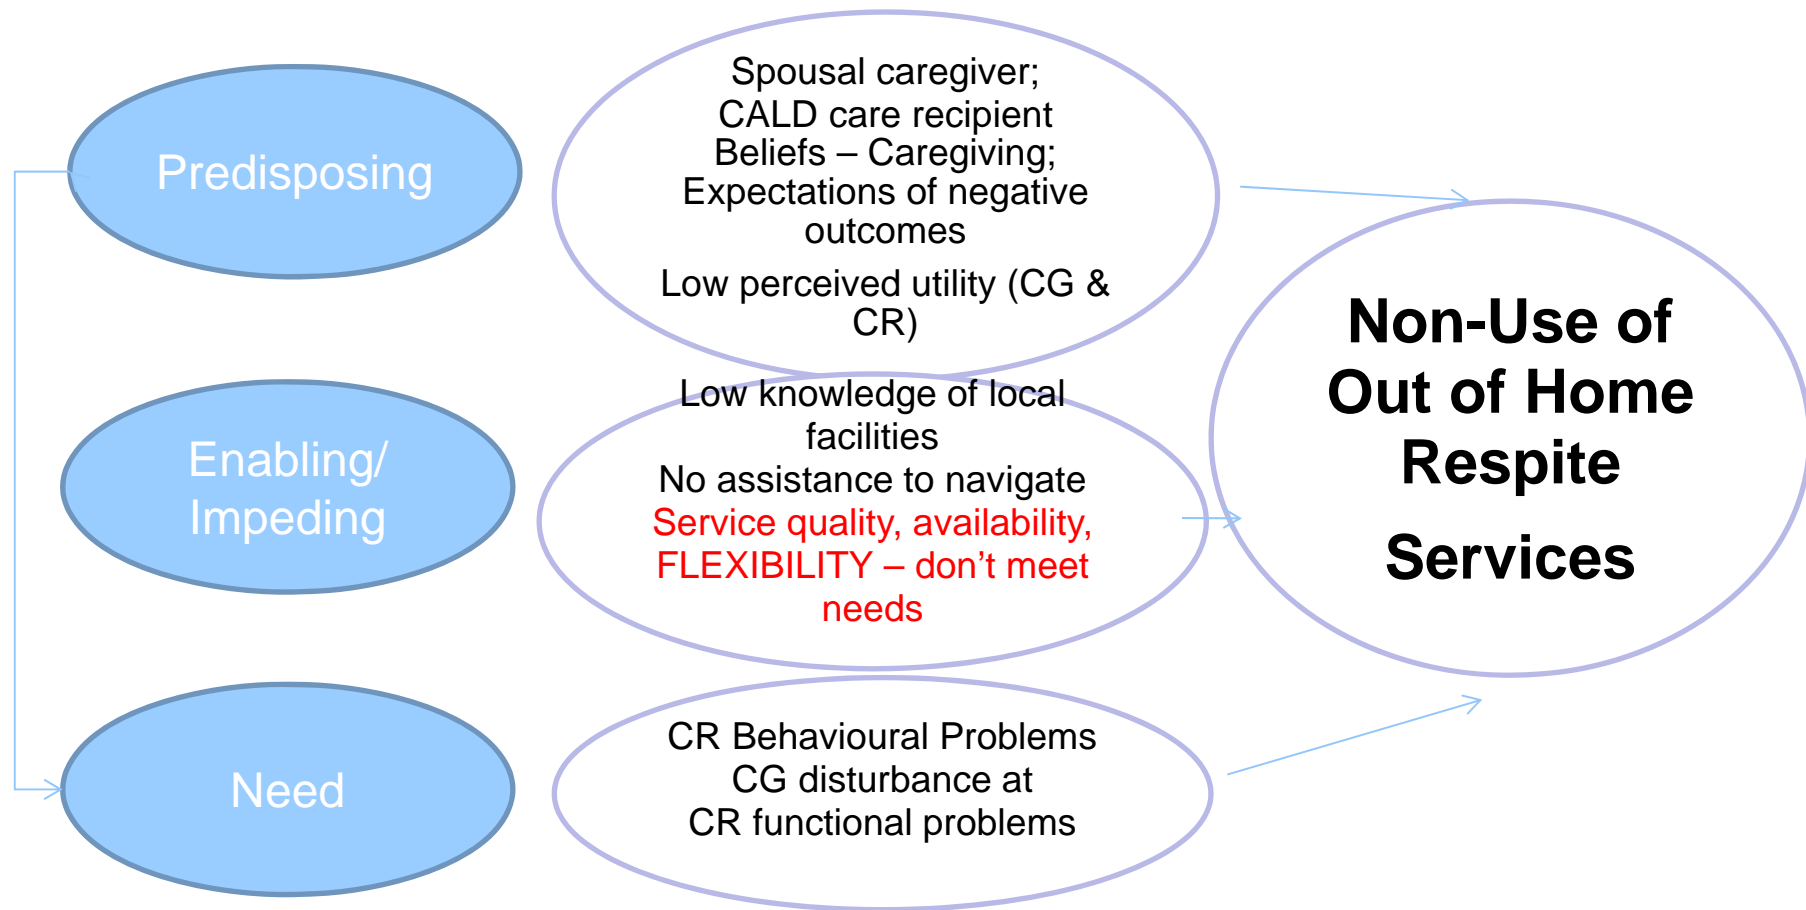 Predisposing
Spousal caregiver;
CALD care recipient
Beliefs – Caregiving;
Expectations of negative
outcomes
Low perceived utility (CG &
CR)
Enabling/
Impeding
Low knowledge of local
facilities
No assistance to navigate
Service quality, availability,
FLEXIBILITY – don’t meet
needs
Need
CR Behavioural Problems
CG disturbance at
CR functional problems
Non-Use of
Out of Home
Respite
Services